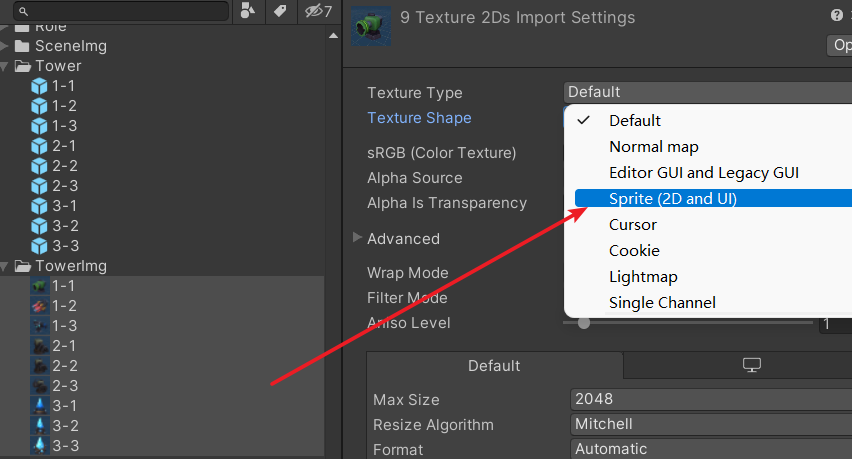 7
Role
SceneImg
Tower
1-1
1-2
1-3
2-1
2-2
2-3
3-1
3-2
3-3
TowerImg
1-1
1-2
1-3
2-1
2-2
2-3
3-1
3-2
3-3
9 Texture 2Ds Import Settings
Op
Texture Type Default
Texture Shape
sRGB (Color Texture)
Alpha Source
Alpha Is Transparency
Advanced
Wrap Mode
Filter Mode
Aniso Level 1
Default
Normal map
Editor GUI and Legacy GUI
Sprite (2D and UI)
Cursor
Cookie
Lightmap
Single Channel
Default
Max Size 2048
Resize Algorithm Mitchell
Format Automatic